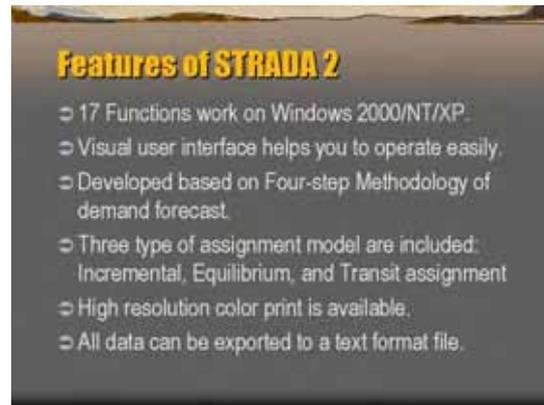 Features of STRADA 2
17 Functions work on Windows 2000/NT/XP.
Visual user interface helps you to operate easily.
Developed based on Four-step Methodology of
demand forecast.
Three type of assignment model are included:
Incremental, Equilibrium, and Transit assignment
High resolution color print is available.
All data can be exported to a text format file.